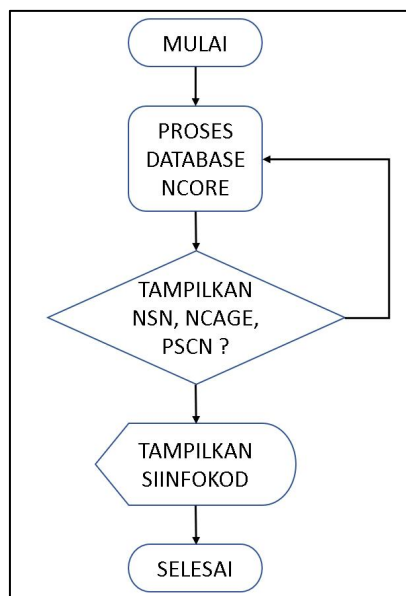 MULAI
PROSES
DATABASE
NCORE
TAMPILKAN
NSN, NCAGE,
PSCN ?
TAMPILKAN
SIINFOKOD
SELESAI